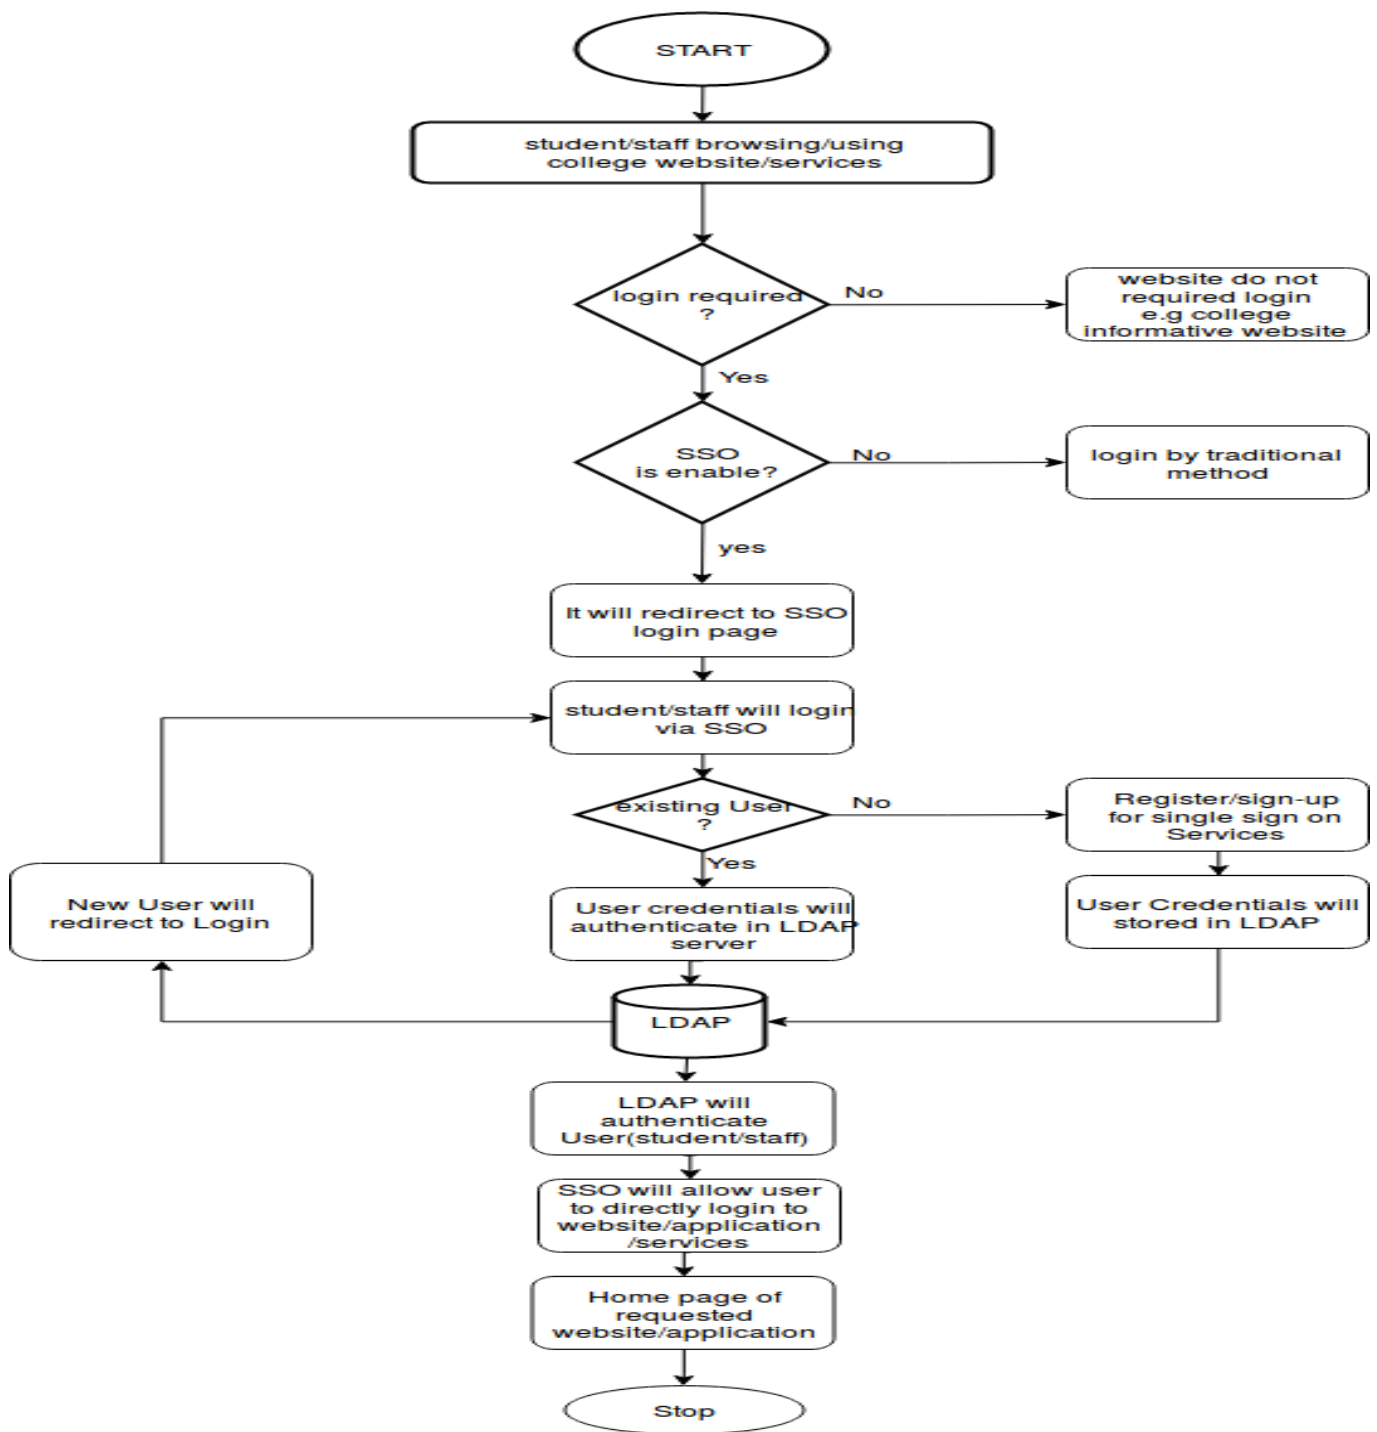 START
student/staff browsing/using
college website/services
login required
?
No
website do not
required login
e.g college
informative website
Yes
SSO
is enable?
No
login by traditional
method
yes
It will redirect to SSO
login page
student/staff will login
via SSO
existing User
?
No
Register/sign-up
for single sign on
Services
Yes
New User will
redirect to Login
User credentials will
authenticate in LDAP
server
User Credentials will
stored in LDAP
LDAP
LDAP will
authenticate
User(student/staff)
SSO will allow user
to directly login to
website/application
/services
Home page of
requested
website/application
Stop